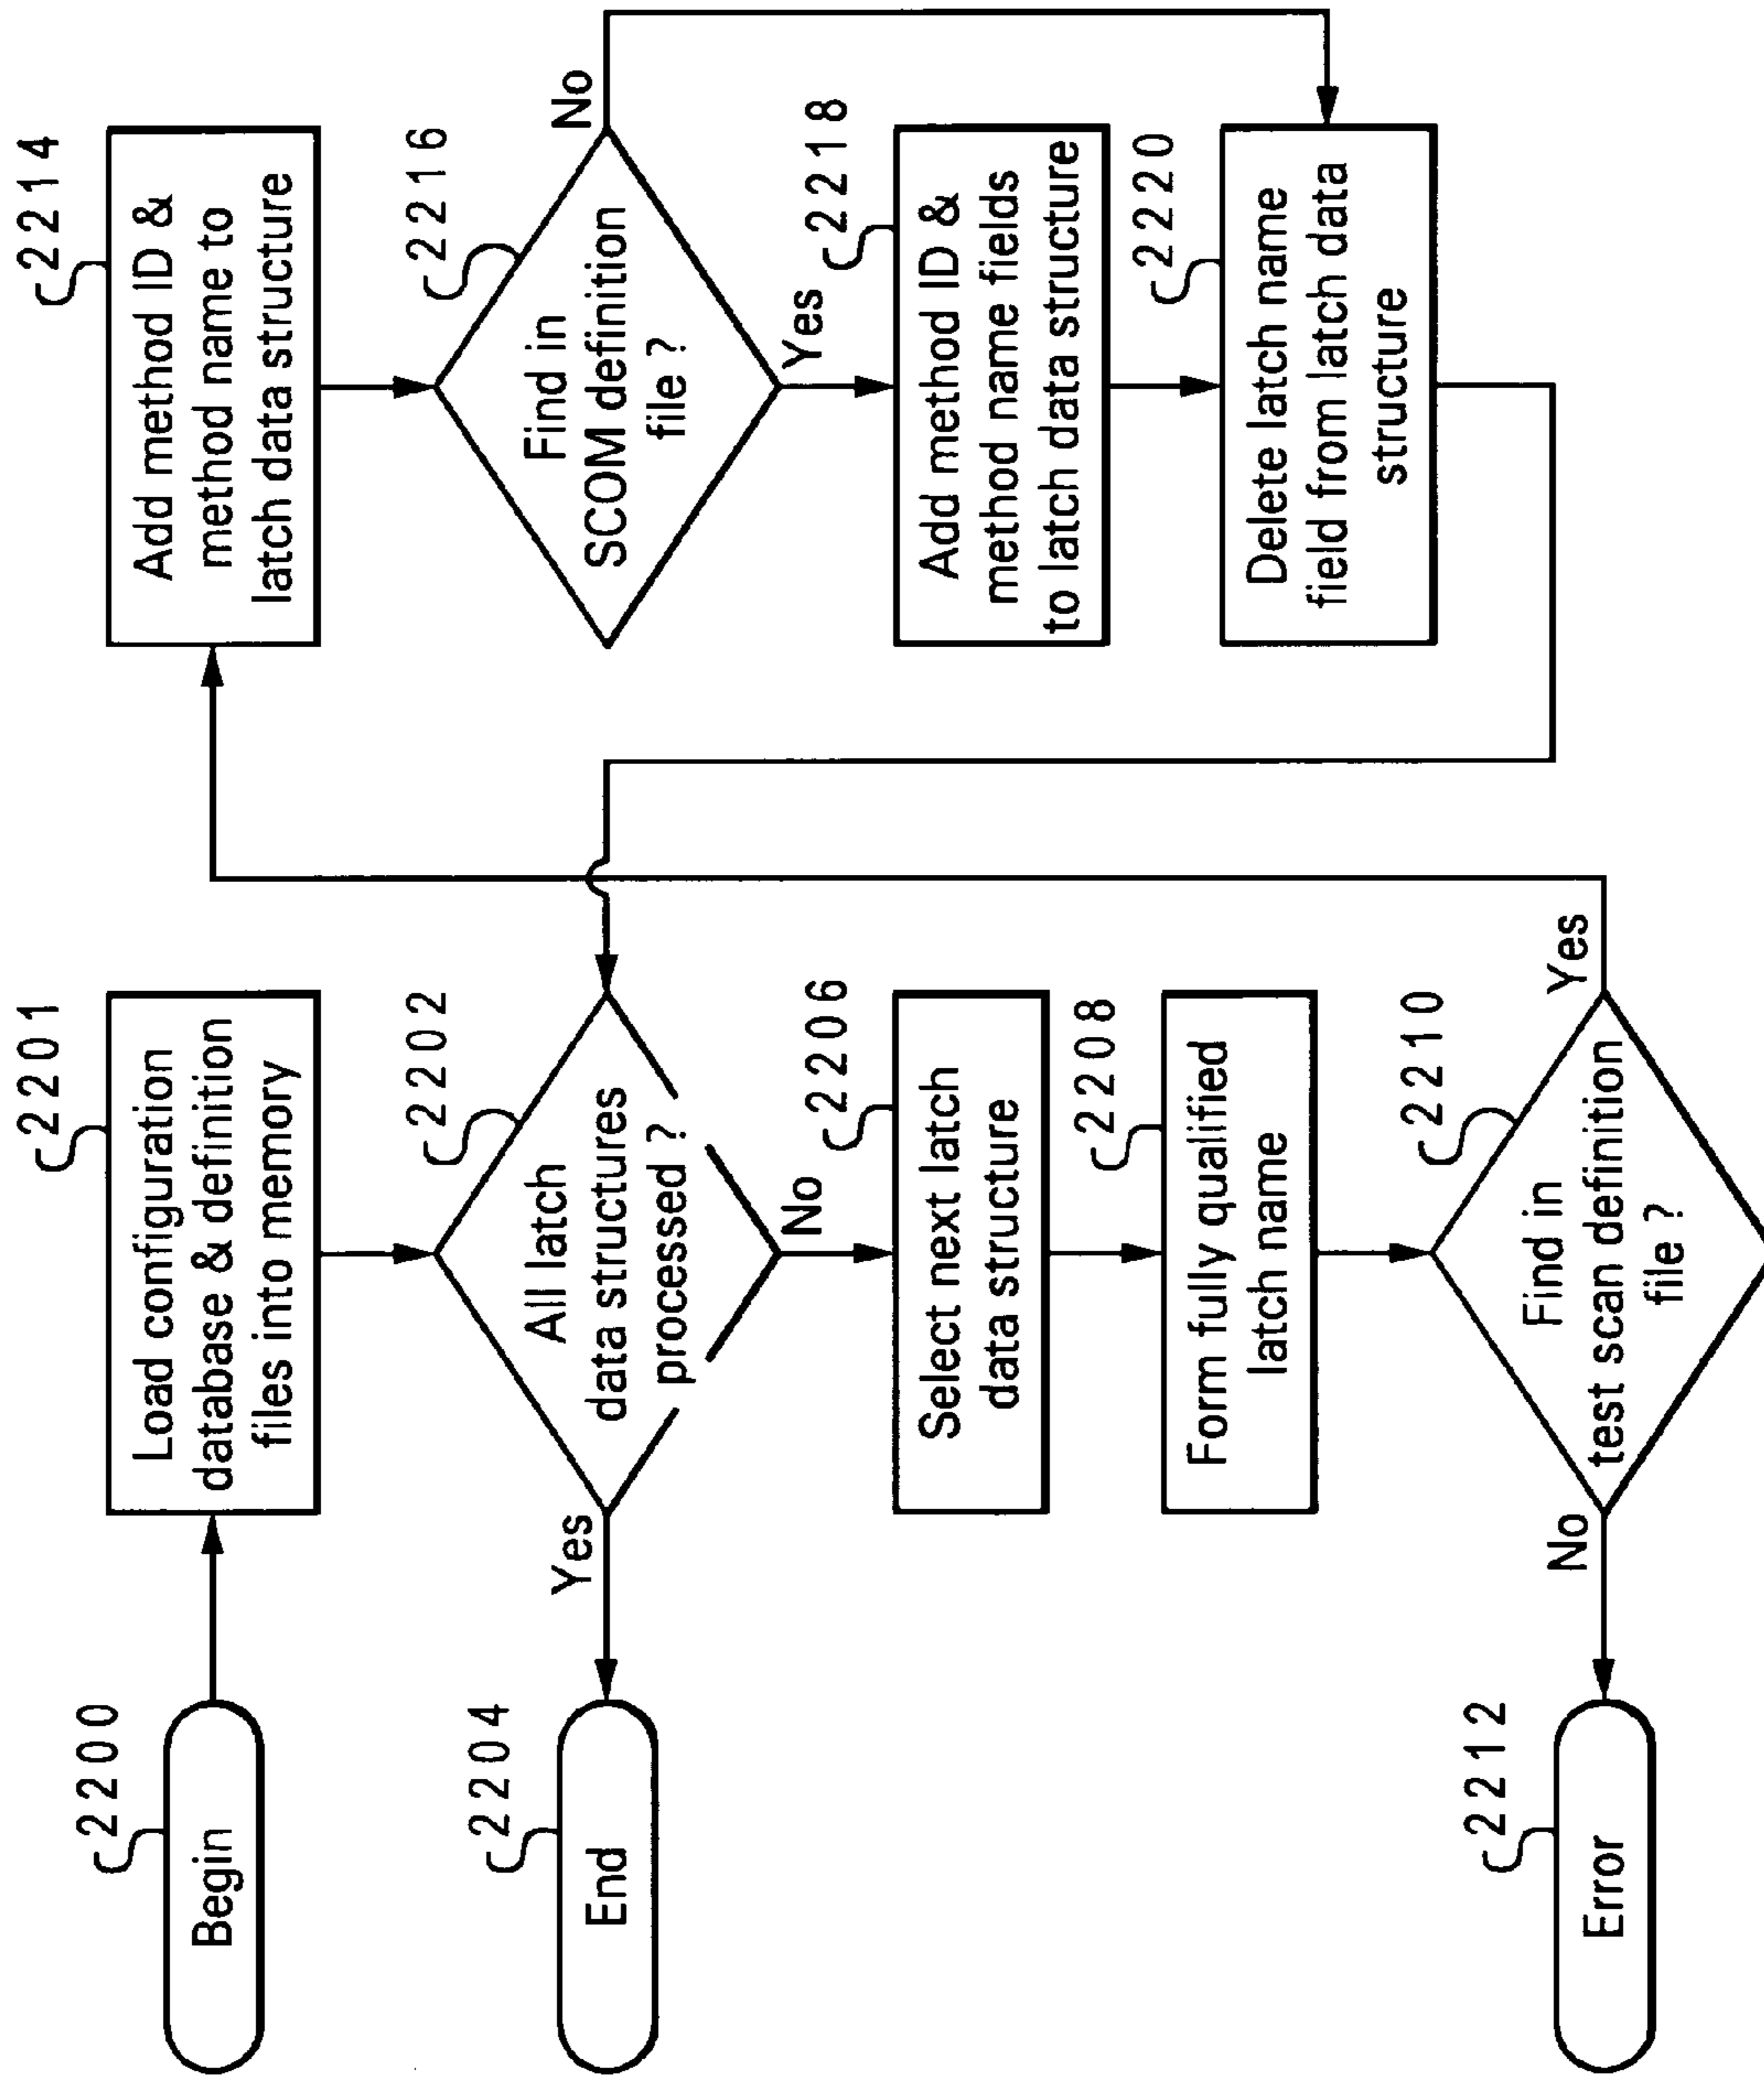 2200
Begin
2201
Load configuration
database & definition
files into memory
2202
All latch
data structures
processed ?
Yes
No
2204
End
2206
Select next latch
data structure
2208
Form fully qualified
latch name
2210
Find in
test scan definition
file ?
No
Yes
2212
Error
2214
Add method ID &
method name to
latch data structure
2216
Find in
SCOM definition
file ?
No
Yes
2218
Add method ID &
method name fields
to latch data structure
2220
Delete latch name
field from latch data
structure